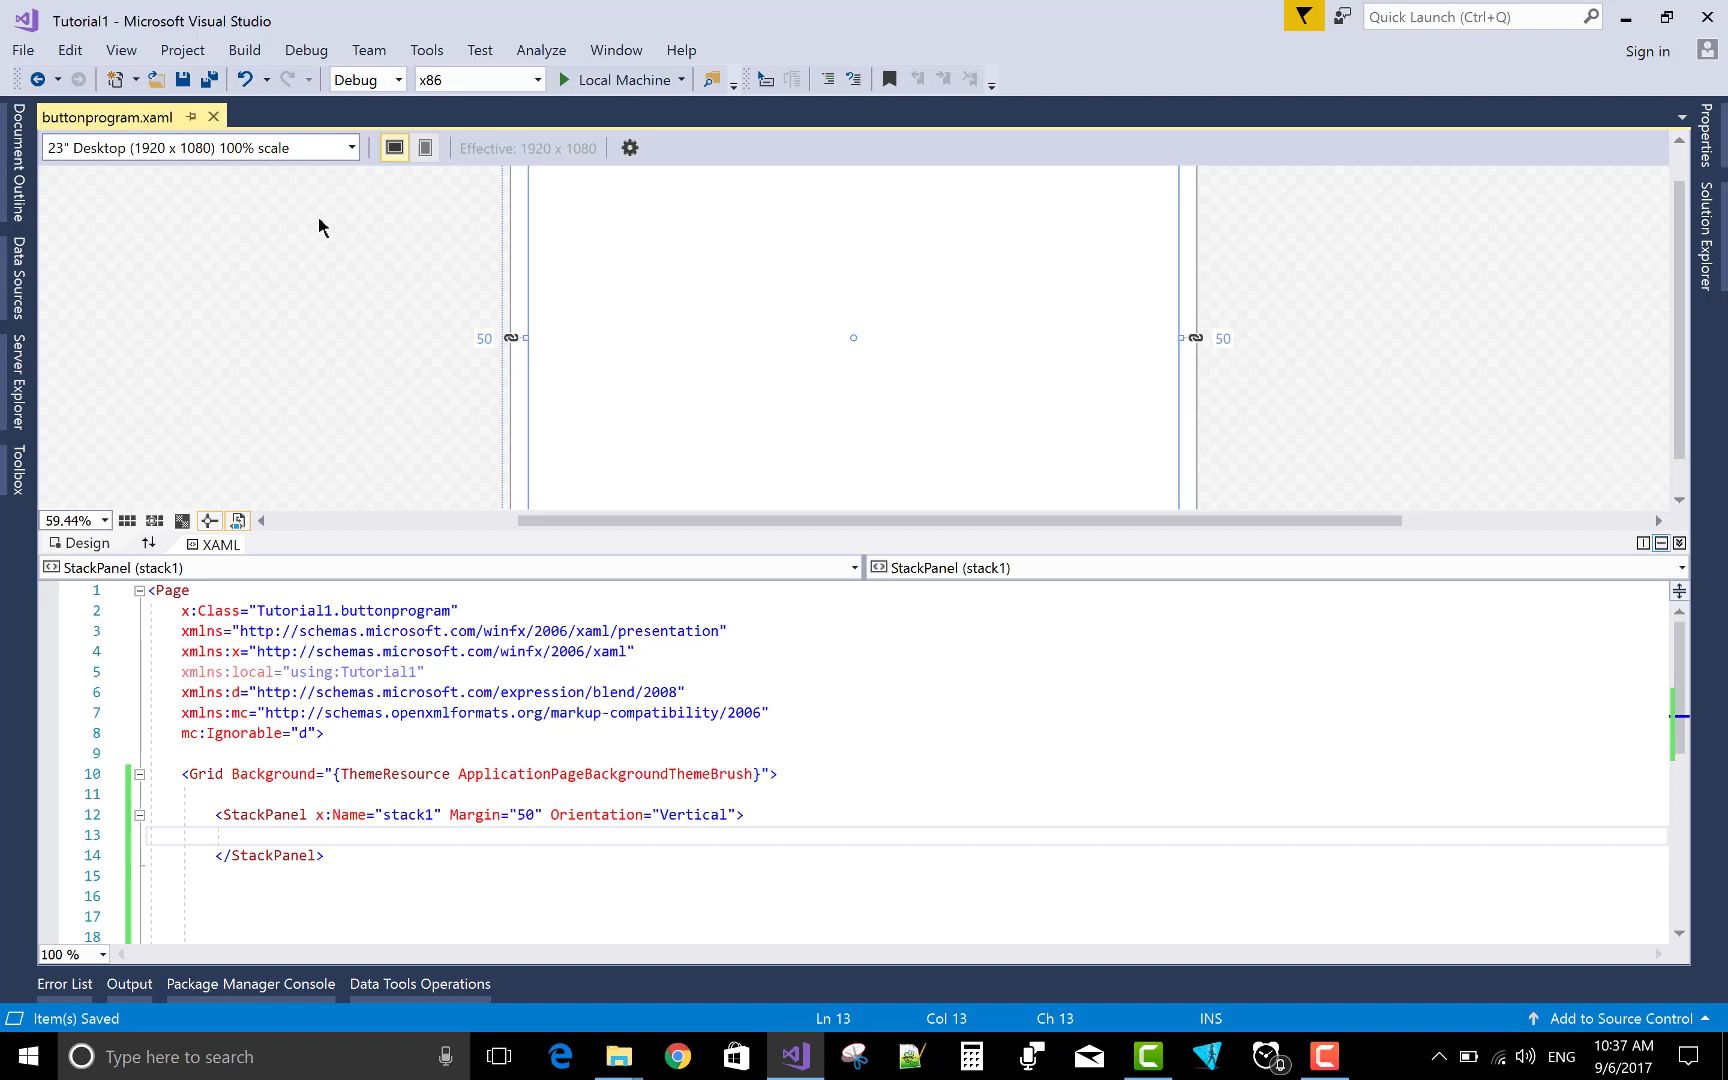 Tutorial1 - Microsoft Visual Studio
Quick Launch (Ctrl+Q)
File Edit View Project Build Debug Team Tools Test Analyze Window Help
Sign in
Debug x86 Local Machine
buttonprogram.xaml
23" Desktop (1920 x 1080) 100% scale
Effective: 1920 x 1080
Document Outline
Data Sources
Server Explorer
Toolbox
Properties
Solution Explorer
50
50
59.44%
Design
XAML
StackPanel (stack1)
StackPanel (stack1)
1 <Page
2 x:Class="Tutorial1.buttonprogram"
3 xmlns="http://schemas.microsoft.com/winfx/2006/xaml/presentation"
4 xmlns:x="http://schemas.microsoft.com/winfx/2006/xaml"
5 xmlns:local="using:Tutorial1"
6 xmlns:d="http://schemas.microsoft.com/expression/blend/2008"
7 xmlns:mc="http://schemas.openxmlformats.org/markup-compatibility/2006"
8 mc:Ignorable="d">
9
10 <Grid Background="{ThemeResource ApplicationPageBackgroundThemeBrush}">
11
12 <StackPanel x:Name="stack1" Margin="50" Orientation="Vertical">
13
14 </StackPanel>
15
16
17
18
100 %
Error List Output Package Manager Console Data Tools Operations
Item(s) Saved
Ln 13 Col 13 Ch 13 INS
Add to Source Control
Type here to search
ENG
10:37 AM
9/6/2017